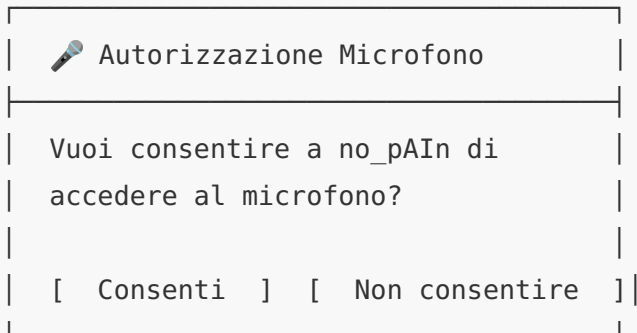 🎤 Autorizzazione Microfono
Vuoi consentire a no_pAIn di
accedere al microfono?
[ Consenti ] [ Non consentire ]